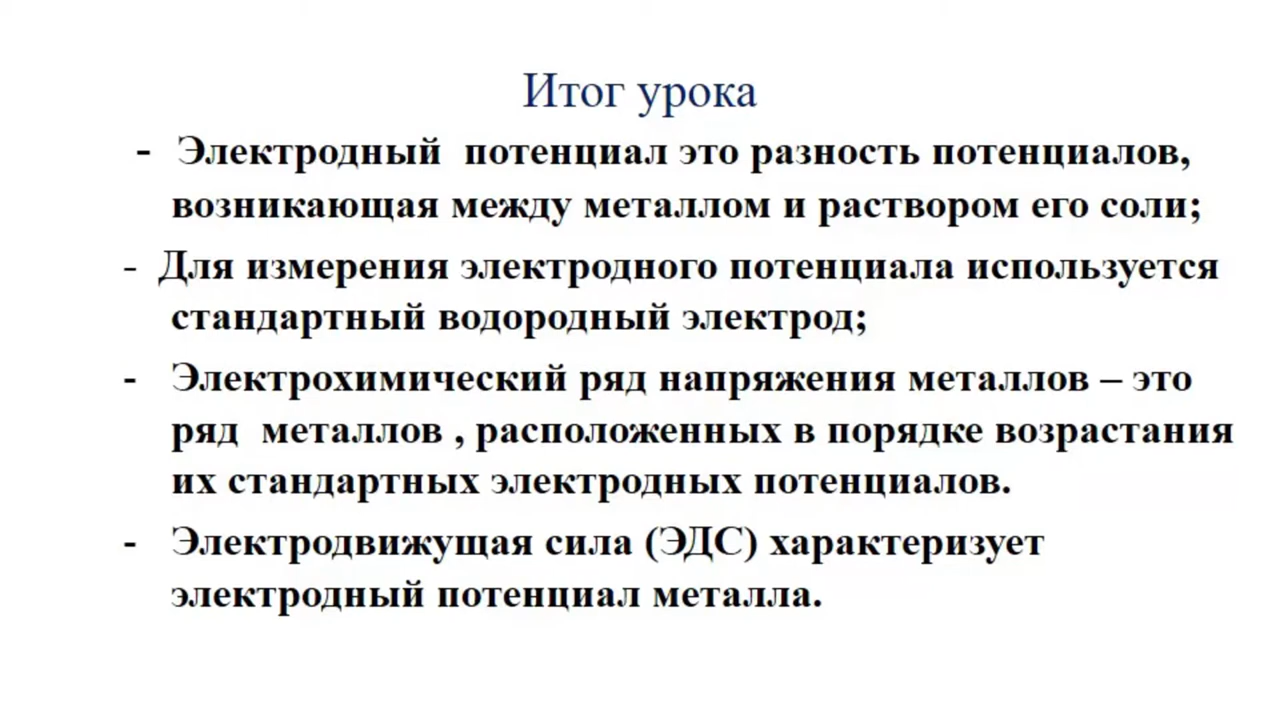 Итог урока
- Электродный потенциал это разность потенциалов,
возникающая между металлом и раствором его соли;
- Для измерения электродного потенциала используется
стандартный водородный электрод;
- Электрохимический ряд напряжения металлов – это
ряд металлов , расположенных в порядке возрастания
их стандартных электродных потенциалов.
- Электродвижущая сила (ЭДС) характеризует
электродный потенциал металла.